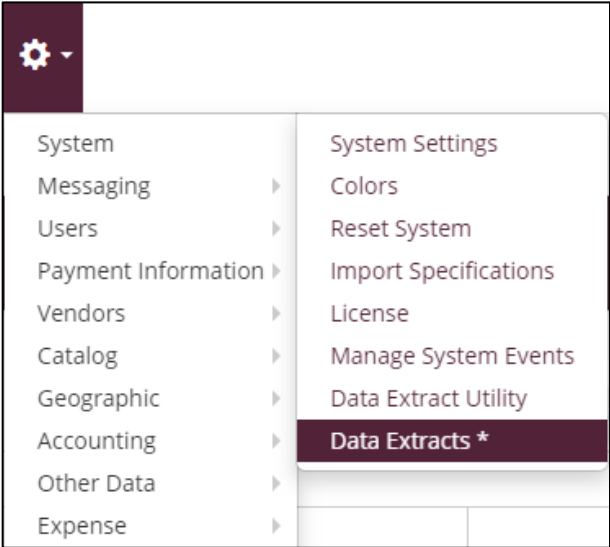 System
Messaging
Users
Payment Information
Vendors
Catalog
Geographic
Accounting
Other Data
Expense
System Settings
Colors
Reset System
Import Specifications
License
Manage System Events
Data Extract Utility
Data Extracts *